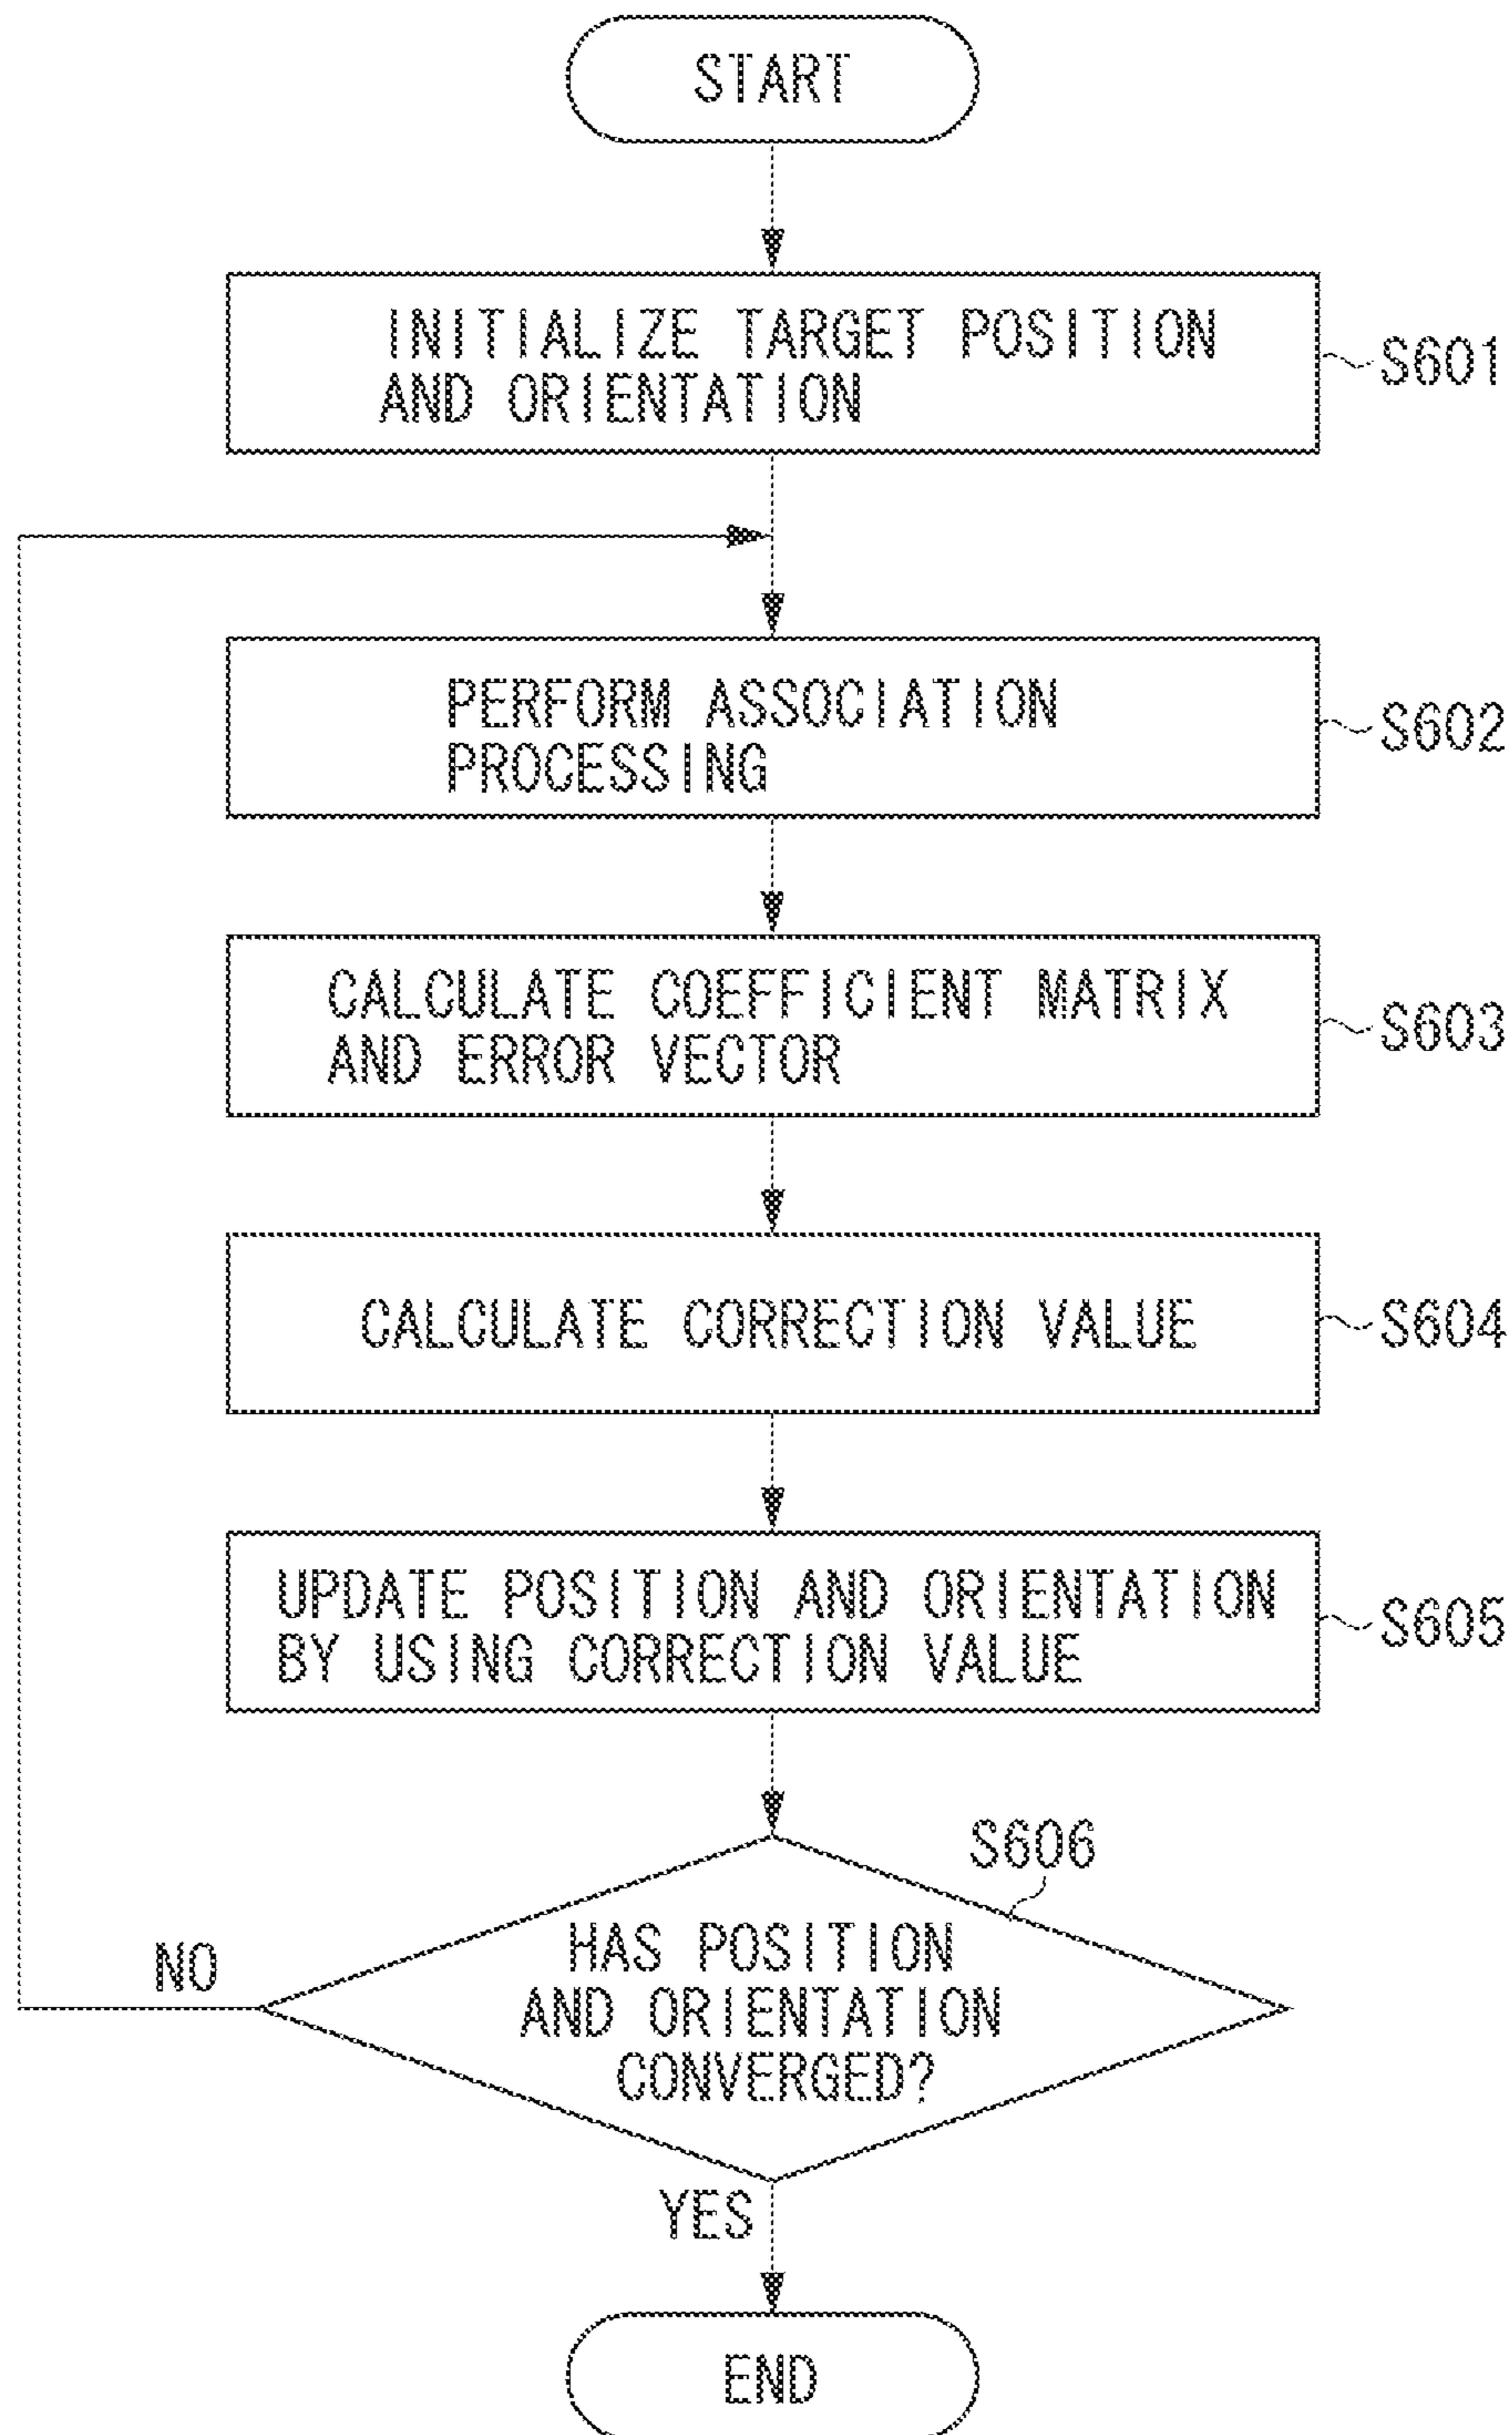 START
INITIALIZE TARGET POSITION
AND ORIENTATION
S601
PERFORM ASSOCIATION
PROCESSING
S602
CALCULATE COEFFICIENT MATRIX
AND ERROR VECTOR
S603
CALCULATE CORRECTION VALUE
S604
UPDATE POSITION AND ORIENTATION
BY USING CORRECTION VALUE
S605
S606
HAS POSITION
AND ORIENTATION
CONVERGED?
NO
YES
END